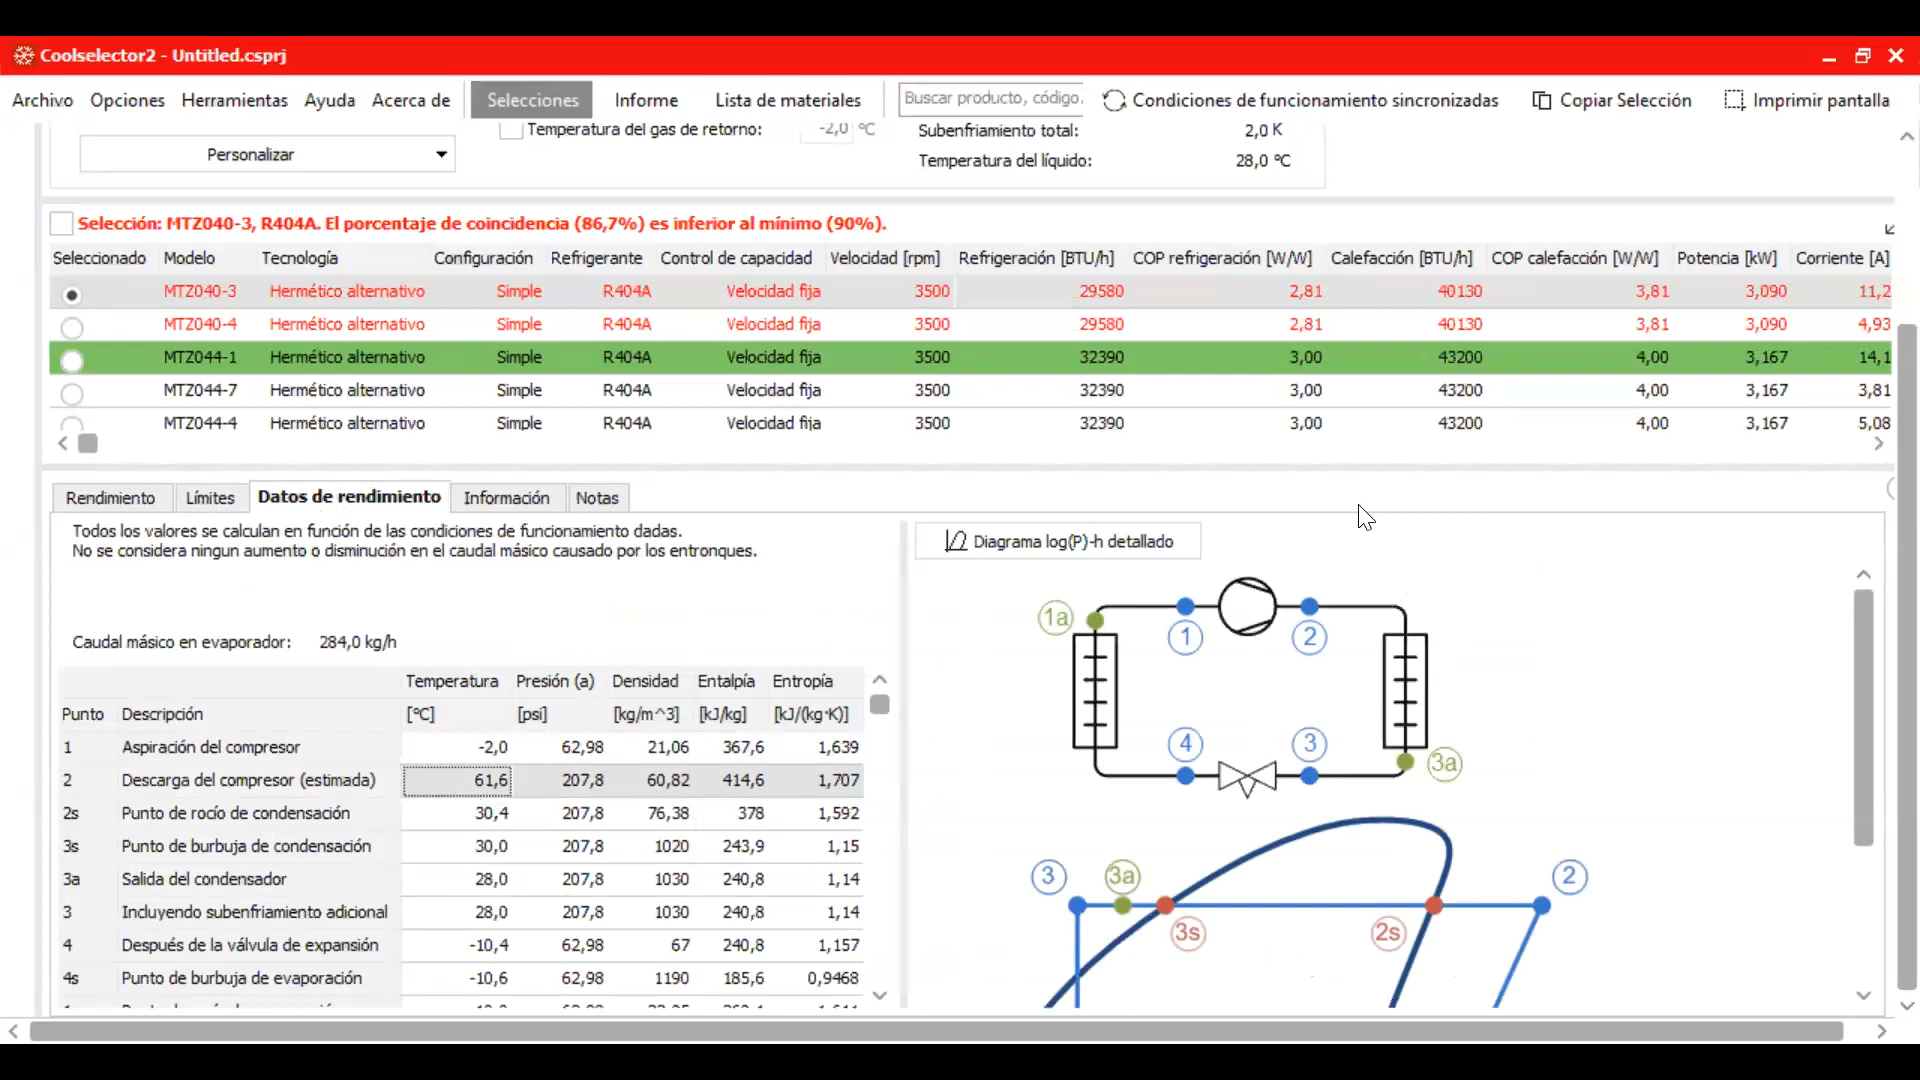 Coolselector2 - Untitled.csprj
Archivo Opciones Herramientas Ayuda Acerca de Selecciones Informe Lista de materiales Buscar producto, código. Condiciones de funcionamiento sincronizadas Copiar Selección Imprimir pantalla
Temperatura del gas de retorno: -2,0 °C Subenfriamiento total: 2,0 K
Personalizar Temperatura del líquido: 28,0 °C
Selección: MTZ040-3, R404A. El porcentaje de coincidencia (86,7%) es inferior al mínimo (90%).
Seleccionado Modelo Tecnología Configuración Refrigerante Control de capacidad Velocidad [rpm] Refrigeración [BTU/h] COP refrigeración [W/W] Calefacción [BTU/h] COP calefacción [W/W] Potencia [kW] Corriente [A]
MTZ040-3 Hermético alternativo Simple R404A Velocidad fija 3500 29580 2,81 40130 3,81 3,090 11,2
MTZ040-4 Hermético alternativo Simple R404A Velocidad fija 3500 29580 2,81 40130 3,81 3,090 4,93
MTZ044-1 Hermético alternativo Simple R404A Velocidad fija 3500 32390 3,00 43200 4,00 3,167 14,1
MTZ044-7 Hermético alternativo Simple R404A Velocidad fija 3500 32390 3,00 43200 4,00 3,167 3,81
MTZ044-4 Hermético alternativo Simple R404A Velocidad fija 3500 32390 3,00 43200 4,00 3,167 5,08
Rendimiento Límites Datos de rendimiento Información Notas
Todos los valores se calculan en función de las condiciones de funcionamiento dadas.
No se considera ningun aumento o disminución en el caudal másico causado por los entronques.
Caudal másico en evaporador: 284,0 kg/h
Temperatura Presión (a) Densidad Entalpía Entropía
Punto Descripción [°C] [psi] [kg/m^3] [kJ/kg] [kJ/(kg·K)]
1 Aspiración del compresor -2,0 62,98 21,06 367,6 1,639
2 Descarga del compresor (estimada) 61,6 207,8 60,82 414,6 1,707
2s Punto de rocío de condensación 30,4 207,8 76,38 378 1,592
3s Punto de burbuja de condensación 30,0 207,8 1020 243,9 1,15
3a Salida del condensador 28,0 207,8 1030 240,8 1,14
3 Incluyendo subenfriamiento adicional 28,0 207,8 1030 240,8 1,14
4 Después de la válvula de expansión -10,4 62,98 67 240,8 1,157
4s Punto de burbuja de evaporación -10,6 62,98 1190 185,6 0,9468
Diagrama log(P)-h detallado
1a 1 2
4 3 3a
3 3a 2
3s 2s